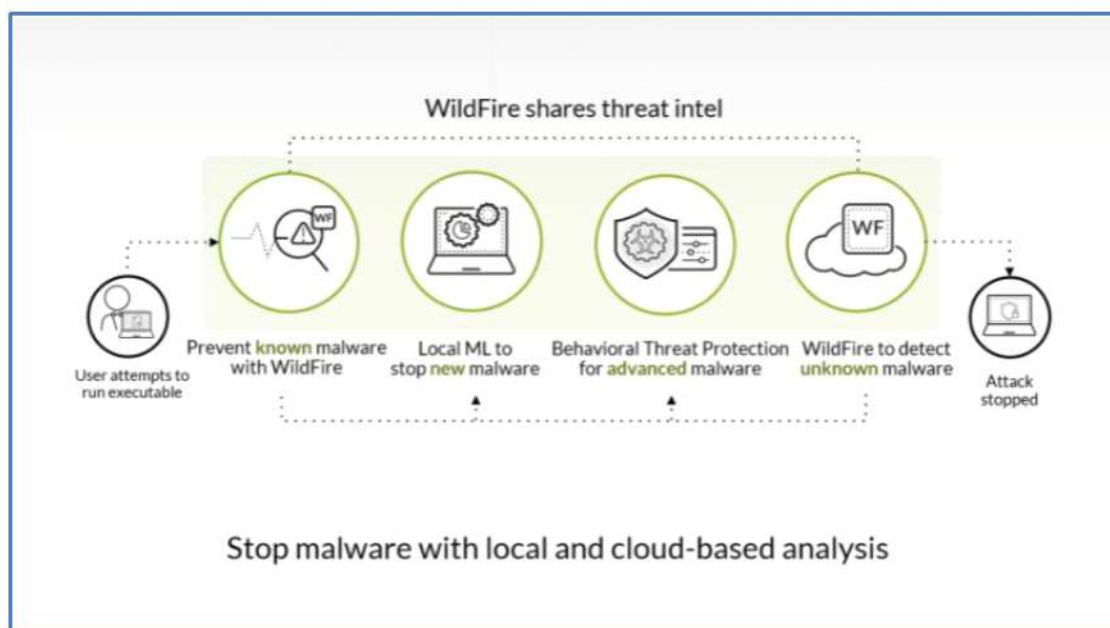 WildFire shares threat intel
WF
WF
User attempts to
run executable
Prevent known malware
with WildFire
Local ML to
stop new malware
Behavioral Threat Protection
for advanced malware
WildFire to detect
unknown malware
Attack
stopped
Stop malware with local and cloud-based analysis